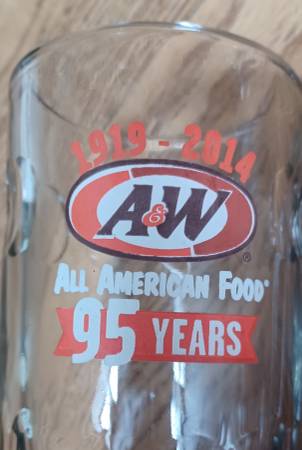 1919 - 2014
A&W®
ALL AMERICAN FOOD®
95 YEARS